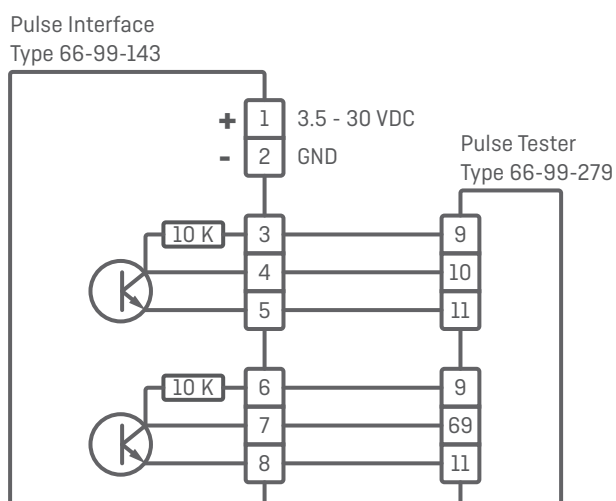 Pulse Interface
Type 66-99-143
+ 1 3.5 - 30 VDC
- 2 GND
Pulse Tester
Type 66-99-279
10 K 3 9
4 10
5 11
10 K 6 9
7 69
8 11